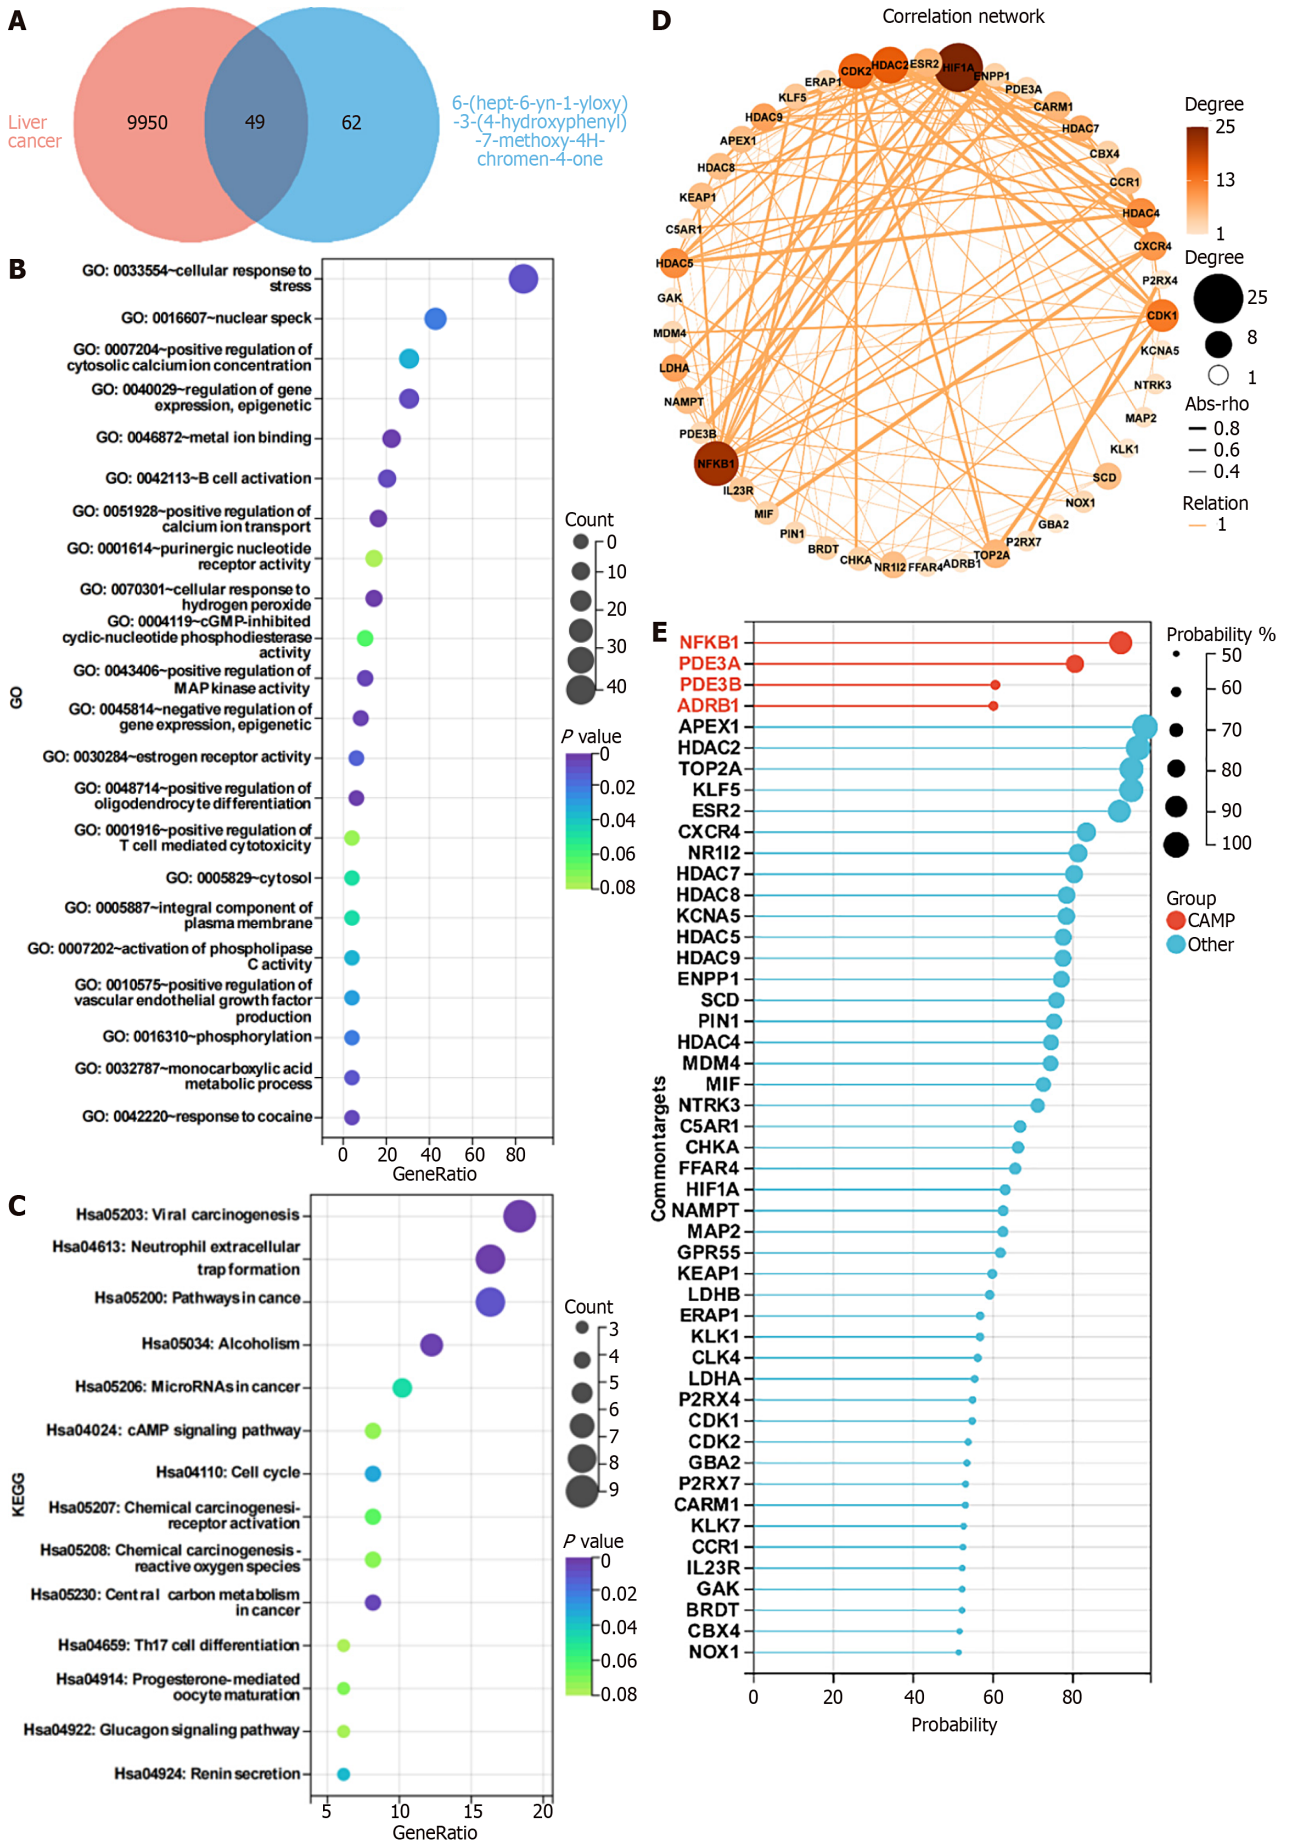 A
Liver
cancer
9950
49
62
6-(hept-6-yn-1-yloxy)
-3-(4-hydroxyphenyl)
-7-methoxy-4H-
chromen-4-one
B
GO: 0033554~cellular response to
stress
GO: 0016607~nuclear speck
GO: 0007204~positive regulation of
cytosolic calcium ion concentration
GO: 0040029~regulation of gene
expression, epigenetic
GO: 0046872~metal ion binding
GO: 0042113~B cell activation
GO: 0051928~positive regulation of
calcium ion transport
GO: 0001614~purinergic nucleotide
receptor activity
GO: 0070301~cellular response to
hydrogen peroxide
GO: 0004119~cGMP-inhibited
cyclic-nucleotide phosphodiesterase
activity
GO: 0043406~positive regulation of
MAP kinase activity
GO: 0045814~negative regulation of
gene expression, epigenetic
GO: 0030284~estrogen receptor activity
GO: 0048714~positive regulation of
oligodendrocyte differentiation
GO: 0001916~positive regulation of
T cell mediated cytotoxicity
GO: 0005829~cytosol
GO: 0005887~integral component of
plasma membrane
GO: 0007202~activation of phospholipase
C activity
GO: 0010575~positive regulation of
vascular endothelial growth factor
production
GO: 0016310~phosphorylation
GO: 0032787~monocarboxylic acid
metabolic process
GO: 0042220~response to cocaine
GO
0 20 40 60 80
GeneRatio
Count
0
10
20
30
40
P value
0
0.02
0.04
0.06
0.08
C
Hsa05203: Viral carcinogenesis
Hsa04613: Neutrophil extracellular
trap formation
Hsa05200: Pathways in cance
Hsa05034: Alcoholism
Hsa05206: MicroRNAs in cancer
Hsa04024: cAMP signaling pathway
Hsa04110: Cell cycle
Hsa05207: Chemical carcinogenesi-
receptor activation
Hsa05208: Chemical carcinogenesis -
reactive oxygen species
Hsa05230: Central carbon metabolism
in cancer
Hsa04659: Th17 cell differentiation
Hsa04914: Progesterone-mediated
oocyte maturation
Hsa04922: Glucagon signaling pathway
Hsa04924: Renin secretion
KEGG
5 10 15 20
GeneRatio
Count
3
4
5
6
7
8
9
P value
0
0.02
0.04
0.06
0.08
D
Correlation network
HIF1A
ENPP1
PDE3A
CARM1
HDAC7
CBX4
CCR1
HDAC4
CXCR4
P2RX4
CDK1
KCNA5
NTRK3
MAP2
KLK1
SCD
NOX1
GBA2
P2RX7
TOP2A
ADRB1
FFAR4
NR1I2
CHKA
BRDT
PIN1
MIF
IL23R
NFKB1
PDE3B
NAMPT
LDHA
MDM4
GAK
HDAC5
C5AR1
KEAP1
HDAC8
APEX1
HDAC9
KLF5
ERAP1
CDK2
HDAC2
ESR2
Degree
25
13
1
Degree
25
8
1
Abs-rho
0.8
0.6
0.4
Relation
1
E
NFKB1
PDE3A
PDE3B
ADRB1
APEX1
HDAC2
TOP2A
KLF5
ESR2
CXCR4
NR1I2
HDAC7
HDAC8
KCNA5
HDAC5
HDAC9
ENPP1
SCD
PIN1
HDAC4
MDM4
MIF
NTRK3
C5AR1
CHKA
FFAR4
HIF1A
NAMPT
MAP2
GPR55
KEAP1
LDHB
ERAP1
KLK1
CLK4
LDHA
P2RX4
CDK1
CDK2
GBA2
P2RX7
CARM1
KLK7
CCR1
IL23R
GAK
BRDT
CBX4
NOX1
Commontargets
0 20 40 60 80
Probability
Probability %
50
60
70
80
90
100
Group
CAMP
Other